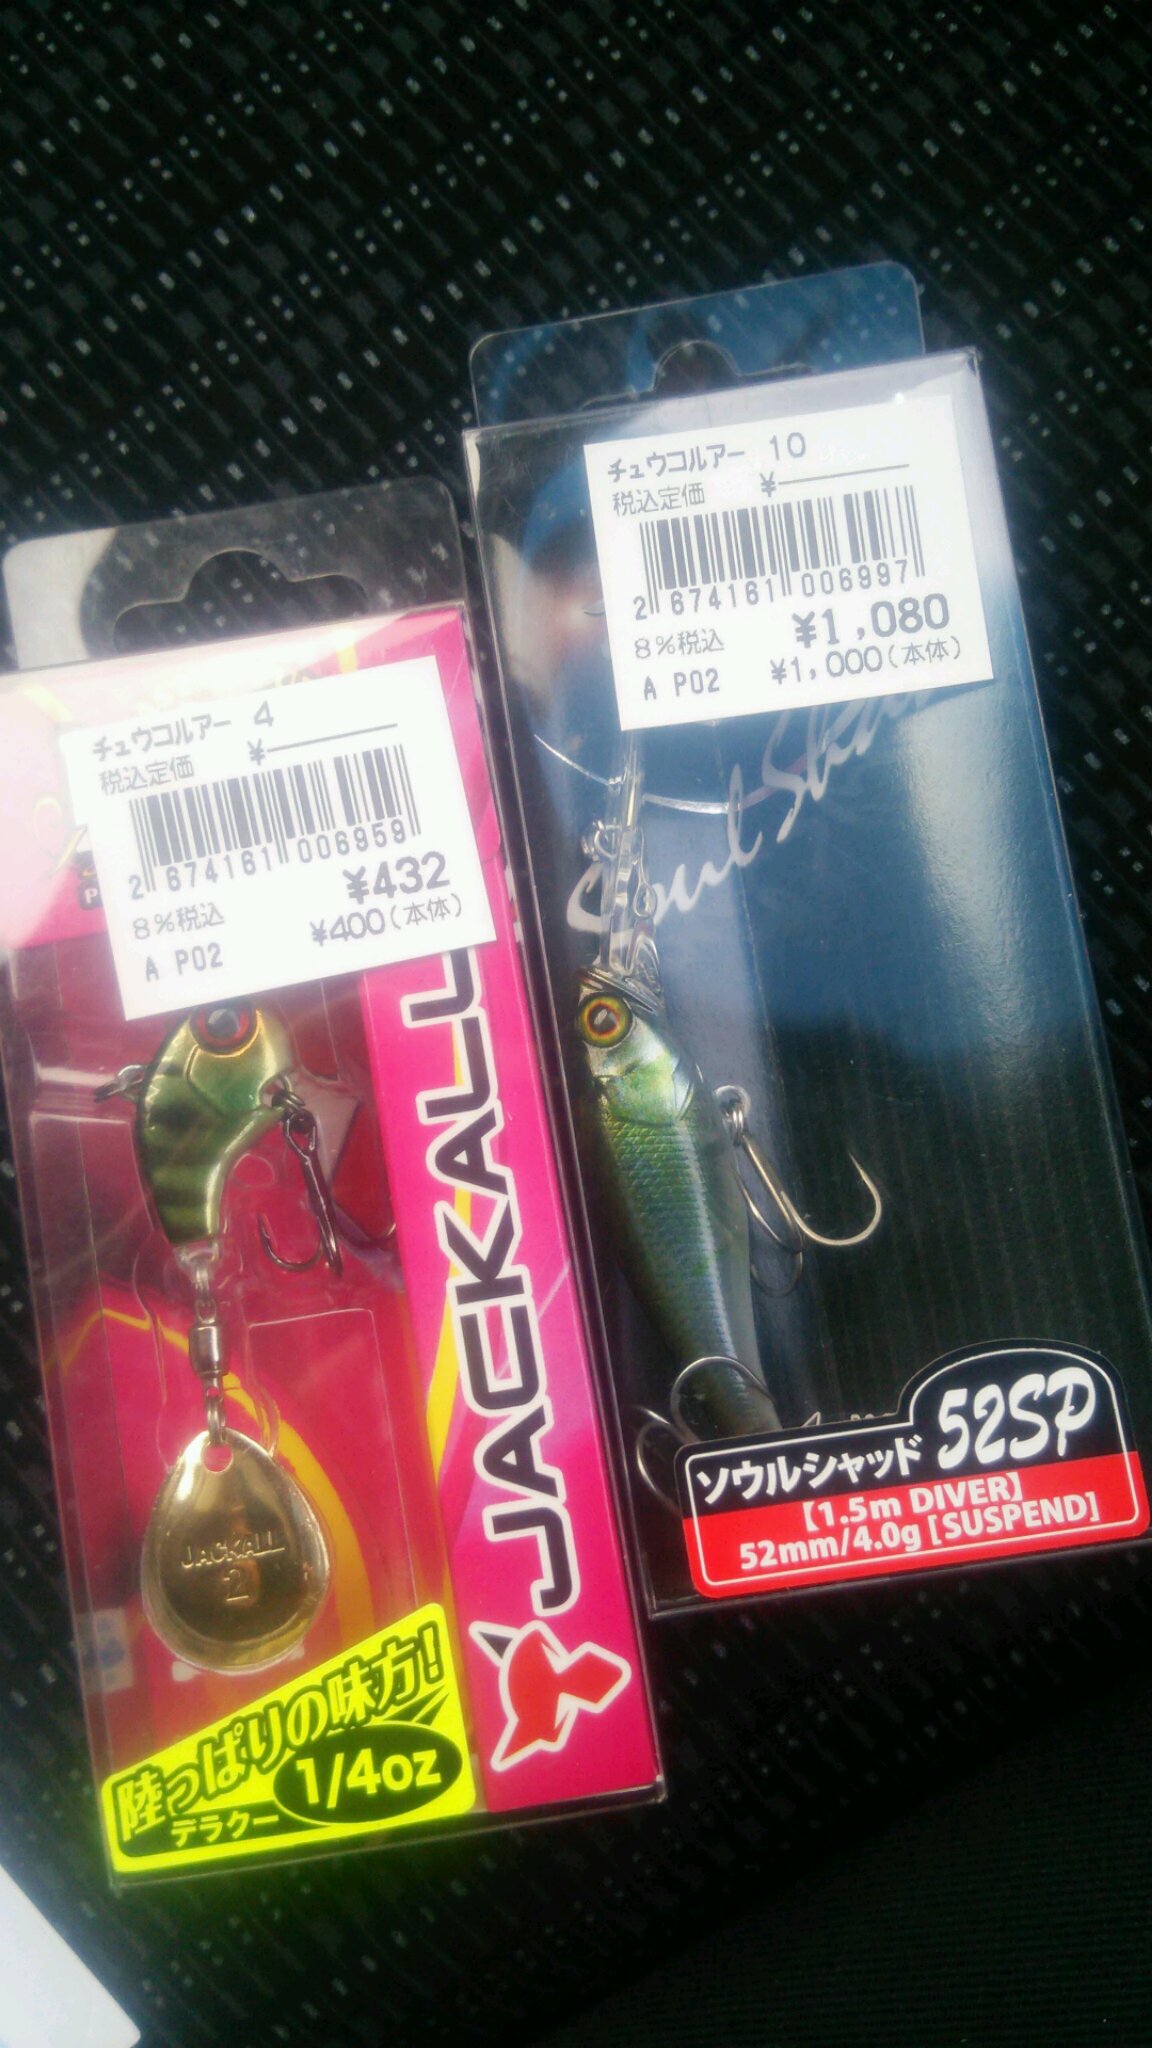 チュウコルアー 10
税込定価 ¥
2 674161 006997
8%税込 ¥1,080
A P02 ¥1,000(本体)
Soul
ソウルシャッド 52SP
【1.5m DIVER】
52mm/4.0g [SUSPEND]
チュウコルアー 4
税込定価 ¥
2 674161 006959
8%税込 ¥432
A P02 ¥400(本体)
JACKALL
JACKALL
2
陸っぱりの味方!
デラクー 1/4oz